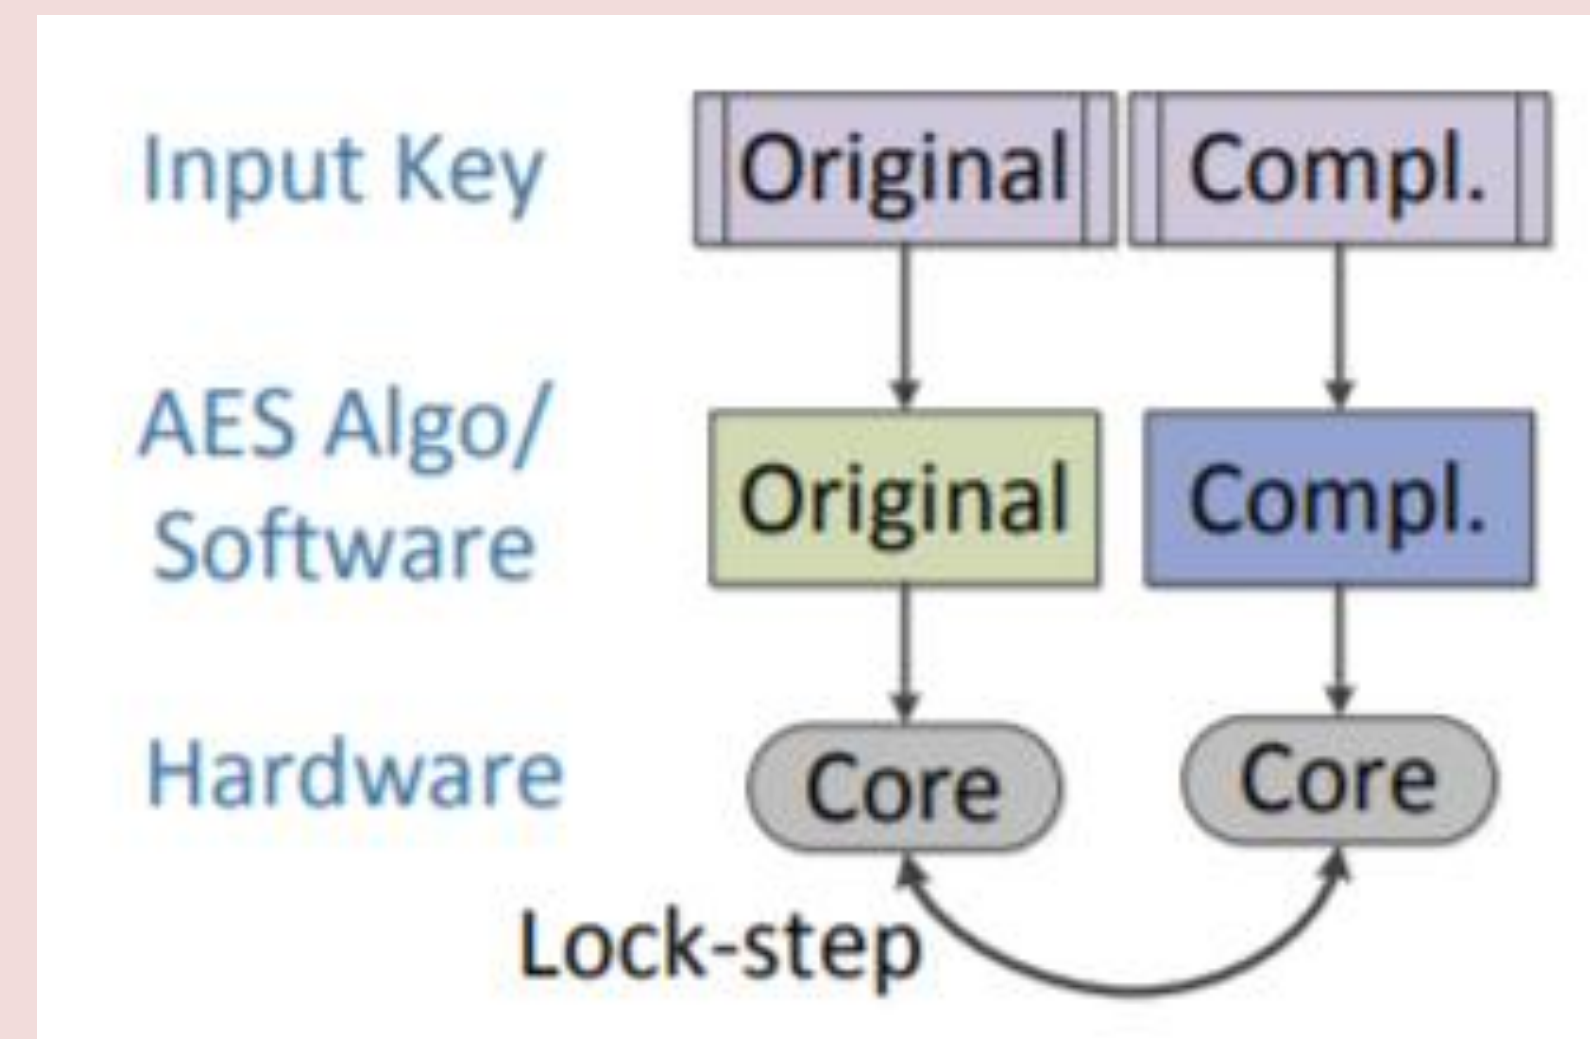 Input Key
Original
Compl.
AES Algo/
Software
Original
Compl.
Hardware
Core
Core
Lock-step